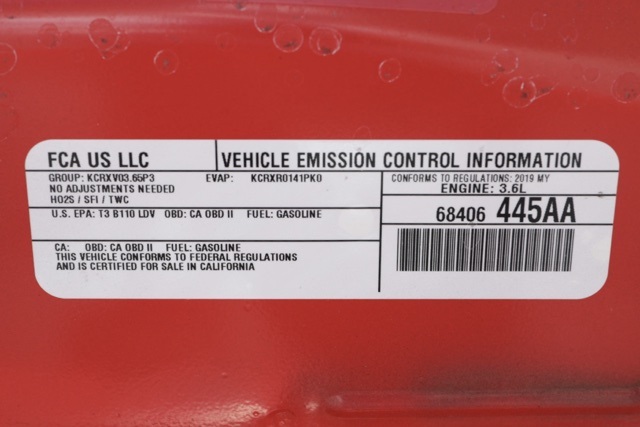 FCA US LLC VEHICLE EMISSION CONTROL INFORMATION
GROUP: KCRXV03.65P3 EVAP: KCRXR0141PK0
NO ADJUSTMENTS NEEDED
HO2S / SFI / TWC
CONFORMS TO REGULATIONS: 2019 MY
ENGINE: 3.6L
U.S. EPA: T3 B110 LDV OBD: CA OBD II FUEL: GASOLINE
68406 445AA
CA: OBD: CA OBD II FUEL: GASOLINE
THIS VEHICLE CONFORMS TO FEDERAL REGULATIONS
AND IS CERTIFIED FOR SALE IN CALIFORNIA